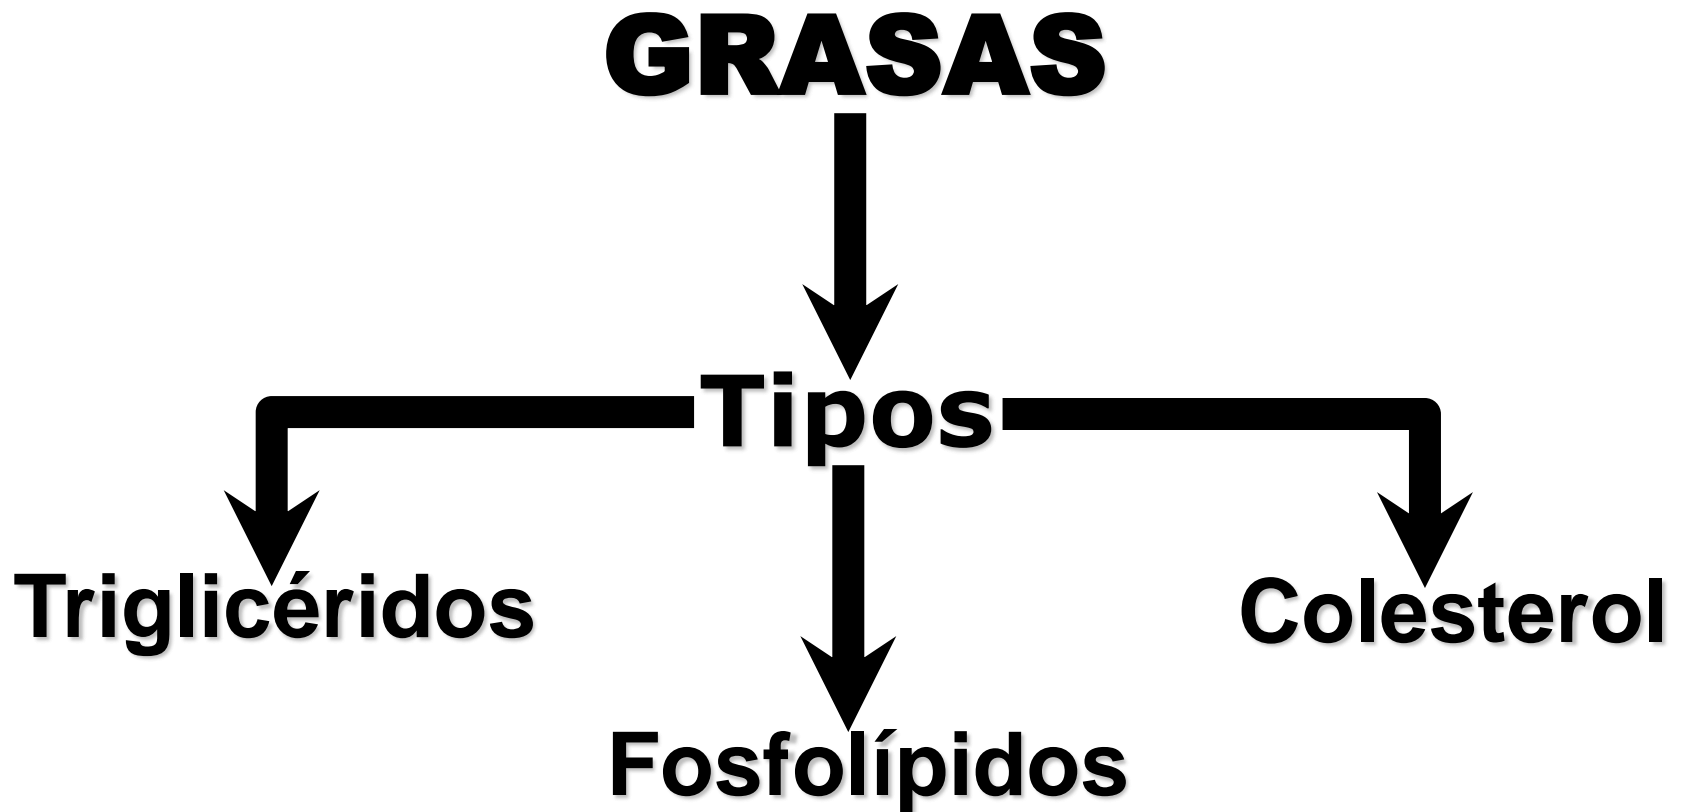 GRASAS
Tipos
Triglicéridos
Colesterol
Fosfolípidos